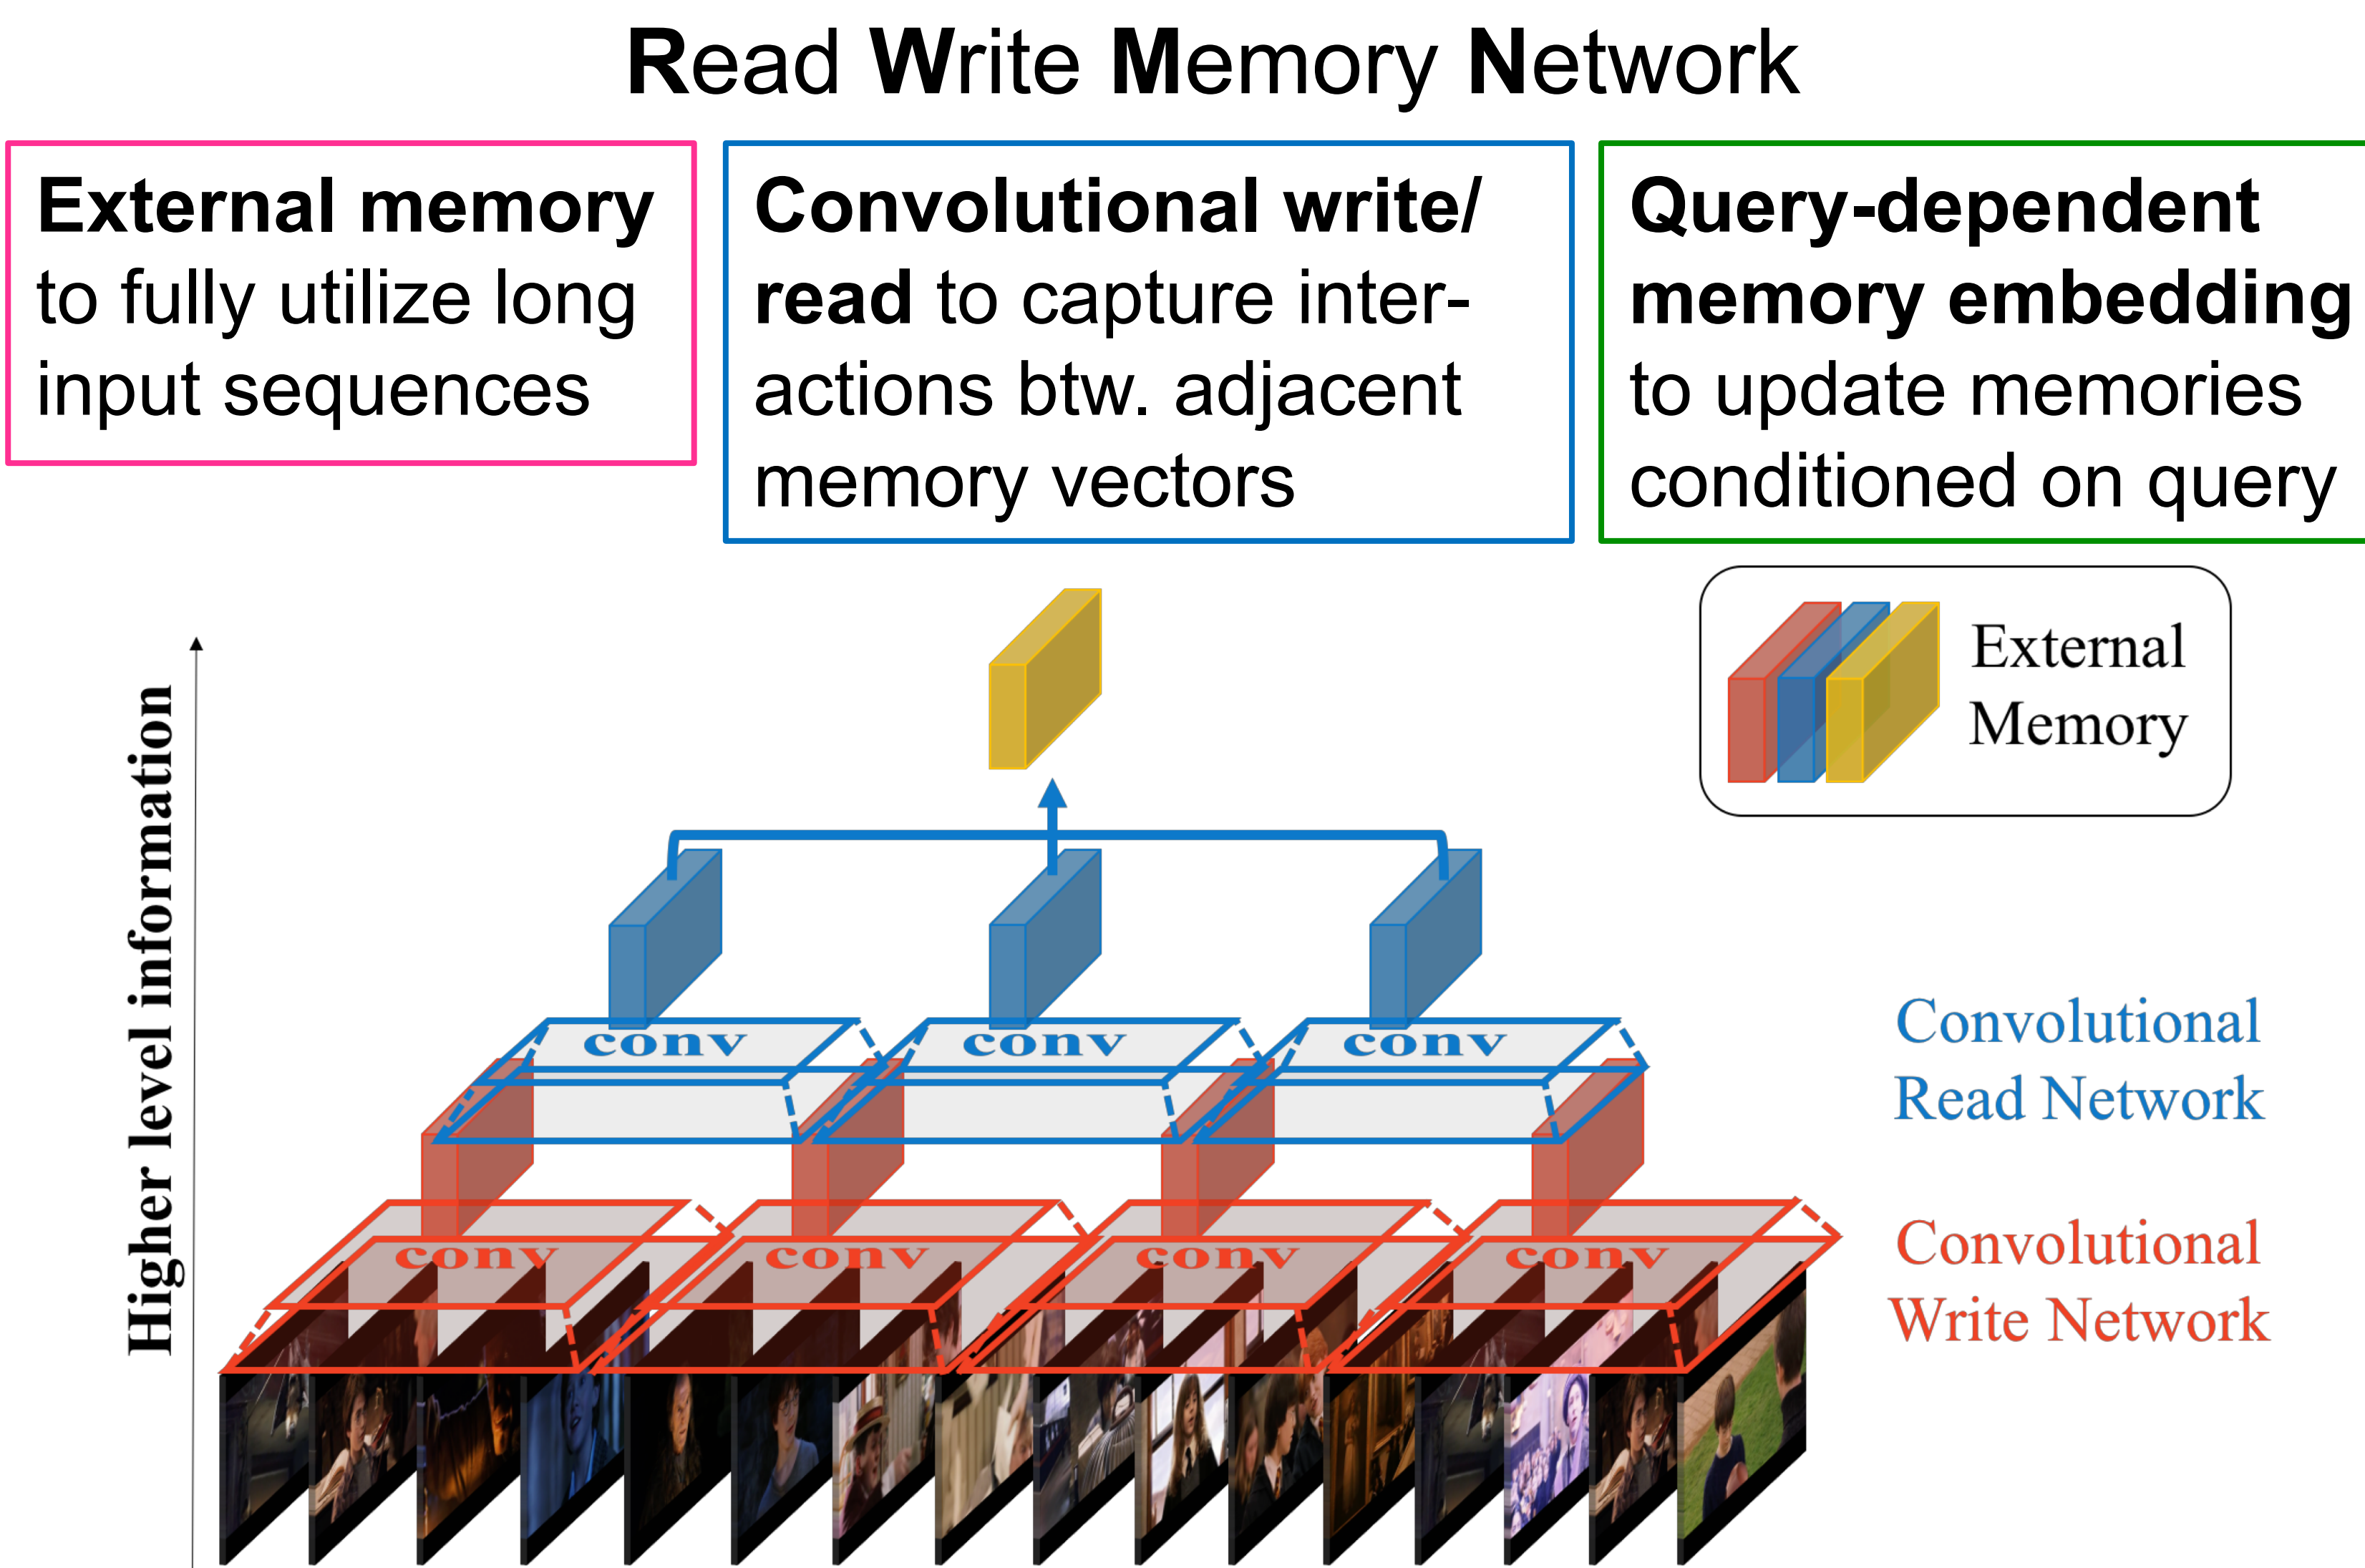 Read Write Memory Network
External memory
to fully utilize long
input sequences
Convolutional write/
read to capture inter-
actions btw. adjacent
memory vectors
Query-dependent
memory embedding
to update memories
conditioned on query
External
Memory
Higher level information
conv conv conv
Convolutional
Read Network
conv conv conv conv
Convolutional
Write Network